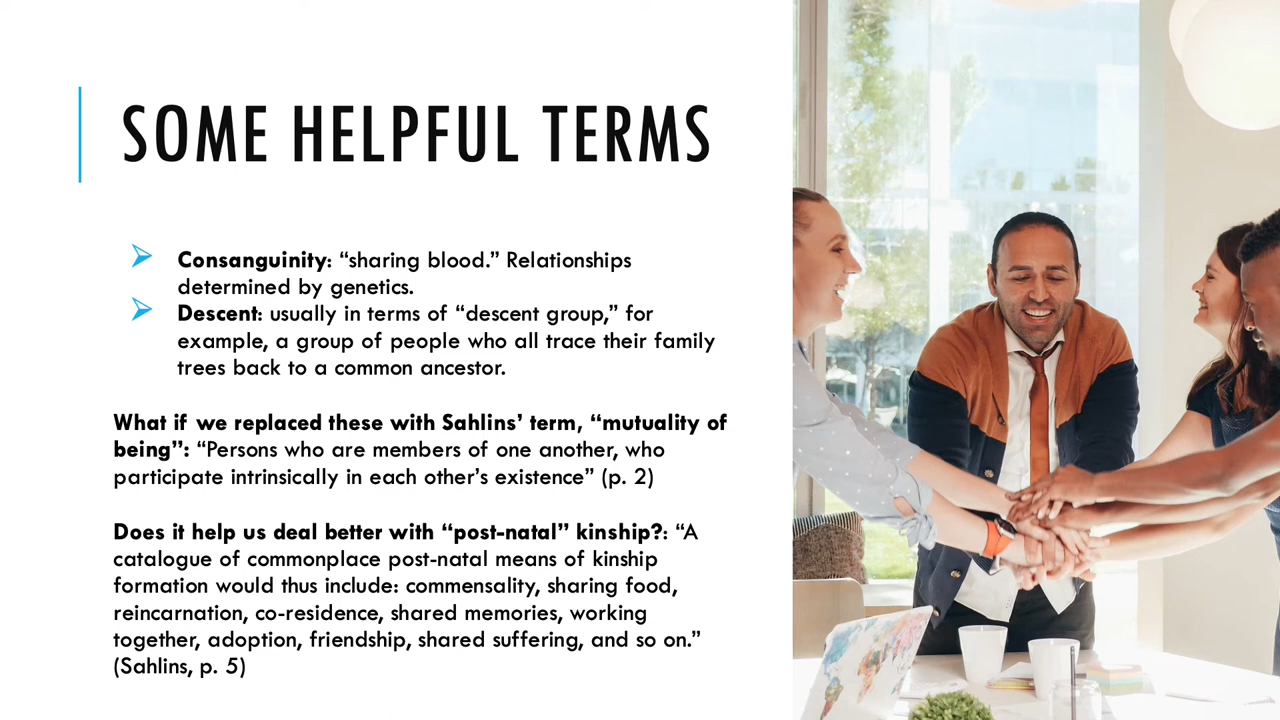 SOME HELPFUL TERMS
Consanguinity: “sharing blood.” Relationships
determined by genetics.
Descent: usually in terms of “descent group,” for
example, a group of people who all trace their family
trees back to a common ancestor.
What if we replaced these with Sahlins’ term, “mutuality of
being”: “Persons who are members of one another, who
participate intrinsically in each other’s existence” (p. 2)
Does it help us deal better with “post-natal” kinship?: “A
catalogue of commonplace post-natal means of kinship
formation would thus include: commensality, sharing food,
reincarnation, co-residence, shared memories, working
together, adoption, friendship, shared suffering, and so on.”
(Sahlins, p. 5)